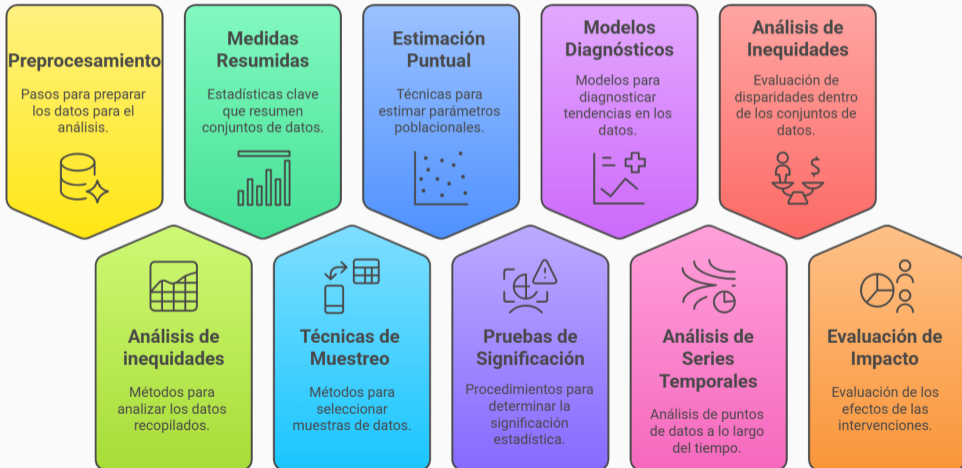 Preprocesamiento
Pasos para preparar
los datos para el
análisis.
Medidas
Resumidas
Estadísticas clave
que resumen
conjuntos de datos.
Estimación
Puntual
Técnicas para
estimar parámetros
poblacionales.
Modelos
Diagnósticos
Modelos para
diagnosticar
tendencias en los
datos.
Análisis de
Inequidades
Evaluación de
disparidades dentro
de los conjuntos de
datos.
$
Análisis de
inequidades
Métodos para
analizar los datos
recopilados.
Técnicas de
Muestreo
Métodos para
seleccionar
muestras de datos.
Pruebas de
Significación
Procedimientos para
determinar la
significación
estadística.
Análisis de
Series
Temporales
Análisis de puntos
de datos a lo largo
del tiempo.
Evaluación de
Impacto
Evaluación de los
efectos de las
intervenciones.